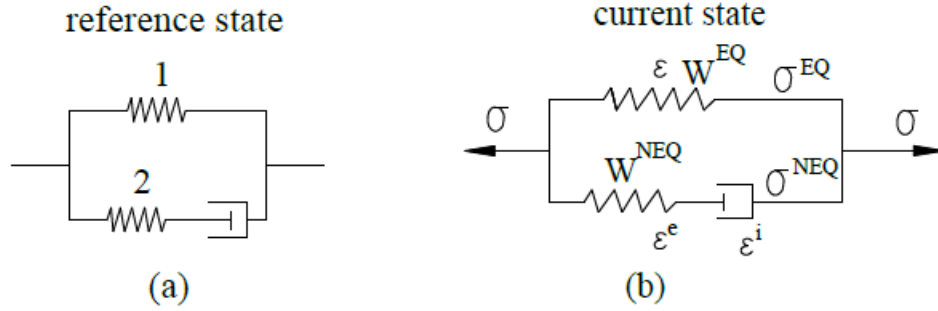 reference state
1
2
(a)
current state
ε W^EQ σ^EQ
σ σ
W^NEQ σ^NEQ
ε^e ε^i
(b)